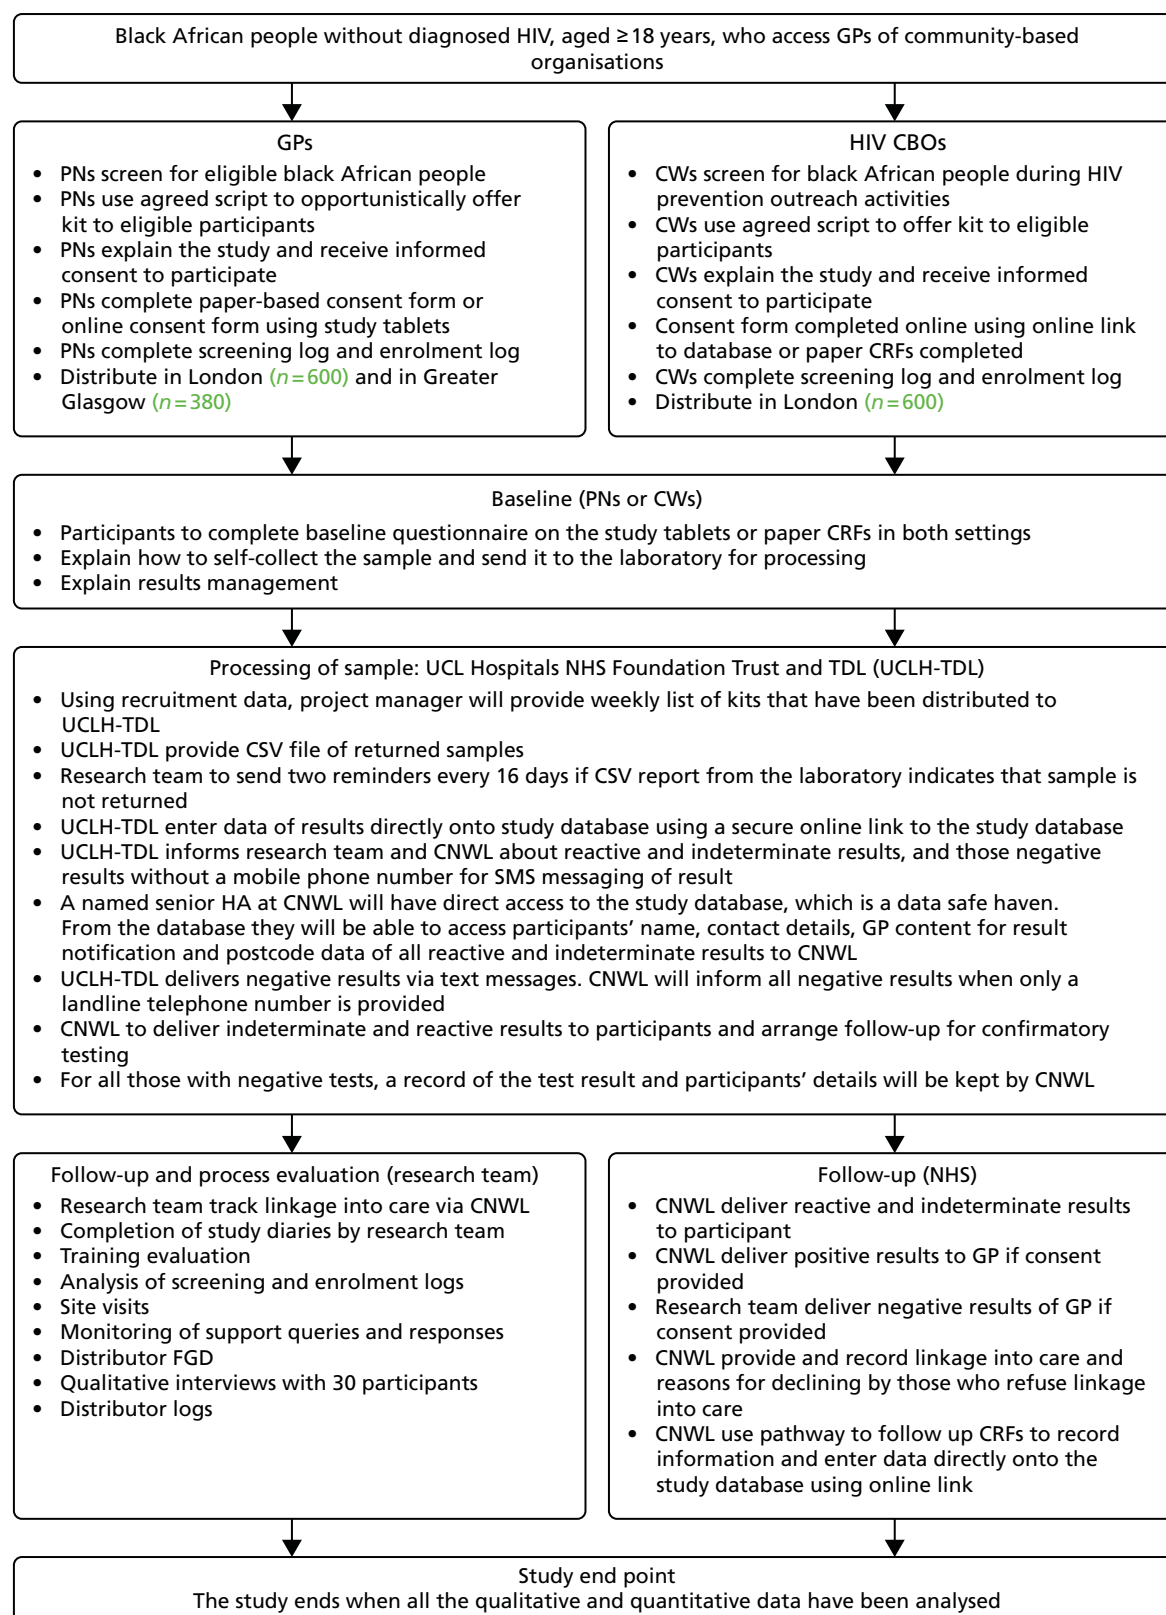 Black African people without diagnosed HIV, aged ≥18 years, who access GPs of community-based
organisations
GPs
• PNs screen for eligible black African people
• PNs use agreed script to opportunistically offer
kit to eligible participants
• PNs explain the study and receive informed
consent to participate
• PNs complete paper-based consent form or
online consent form using study tablets
• PNs complete screening log and enrolment log
• Distribute in London (n=600) and in Greater
Glasgow (n=380)
HIV CBOs
• CWs screen for black African people during HIV
prevention outreach activities
• CWs use agreed script to offer kit to eligible
participants
• CWs explain the study and receive informed
consent to participate
• Consent form completed online using online link
to database or paper CRFs completed
• CWs complete screening log and enrolment log
• Distribute in London (n=600)
Baseline (PNs or CWs)
• Participants to complete baseline questionnaire on the study tablets or paper CRFs in both settings
• Explain how to self-collect the sample and send it to the laboratory for processing
• Explain results management
Processing of sample: UCL Hospitals NHS Foundation Trust and TDL (UCLH-TDL)
• Using recruitment data, project manager will provide weekly list of kits that have been distributed to
UCLH-TDL
• UCLH-TDL provide CSV file of returned samples
• Research team to send two reminders every 16 days if CSV report from the laboratory indicates that sample is
not returned
• UCLH-TDL enter data of results directly onto study database using a secure online link to the study database
• UCLH-TDL informs research team and CNWL about reactive and indeterminate results, and those negative
results without a mobile phone number for SMS messaging of result
• A named senior HA at CNWL will have direct access to the study database, which is a data safe haven.
From the database they will be able to access participants' name, contact details, GP content for result
notification and postcode data of all reactive and indeterminate results to CNWL
• UCLH-TDL delivers negative results via text messages. CNWL will inform all negative results when only a
landline telephone number is provided
• CNWL to deliver indeterminate and reactive results to participants and arrange follow-up for confirmatory
testing
• For all those with negative tests, a record of the test result and participants' details will be kept by CNWL
Follow-up and process evaluation (research team)
• Research team track linkage into care via CNWL
• Completion of study diaries by research team
• Training evaluation
• Analysis of screening and enrolment logs
• Site visits
• Monitoring of support queries and responses
• Distributor FGD
• Qualitative interviews with 30 participants
• Distributor logs
Follow-up (NHS)
• CNWL deliver reactive and indeterminate results
to participant
• CNWL deliver positive results to GP if consent
provided
• Research team deliver negative results of GP if
consent provided
• CNWL provide and record linkage into care and
reasons for declining by those who refuse linkage
into care
• CNWL use pathway to follow up CRFs to record
information and enter data directly onto the
study database using online link
Study end point
The study ends when all the qualitative and quantitative data have been analysed